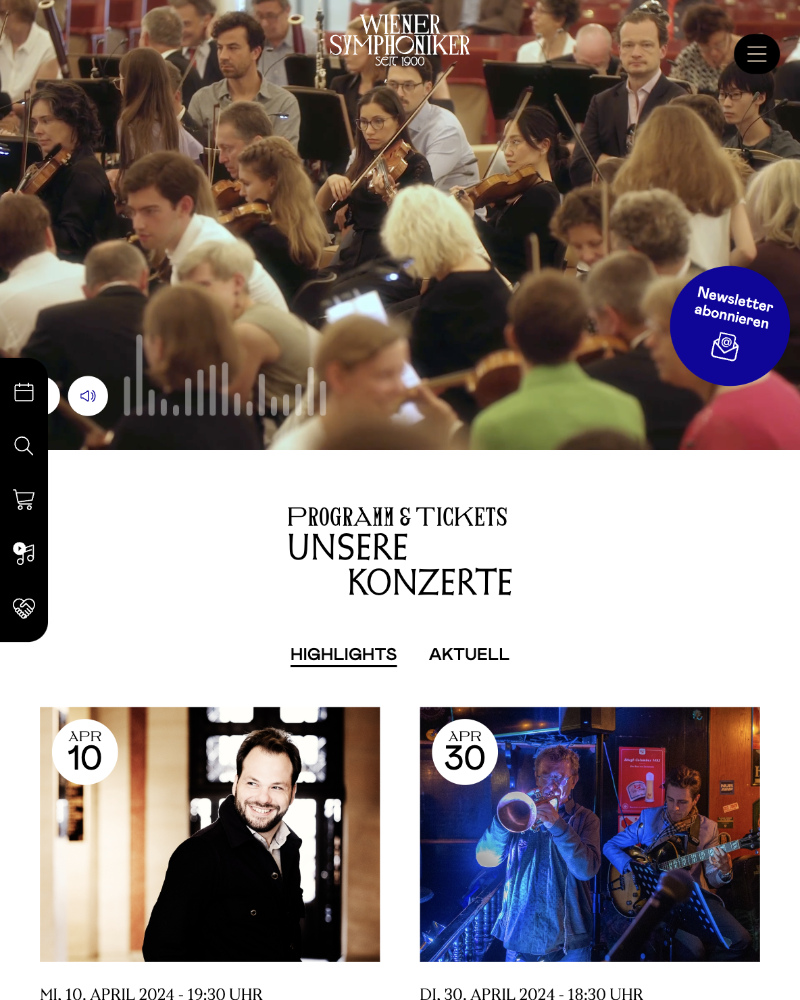 WIENER
SYMPHONIKER
SEIT 1900
Newsletter
abonnieren
PROGRAMM & TICKETS
UNSERE
KONZERTE
HIGHLIGHTS AKTUELL
APR
10
APR
30
MI, 10. APRIL 2024 - 19:30 UHR
DI, 30. APRIL 2024 - 18:30 UHR